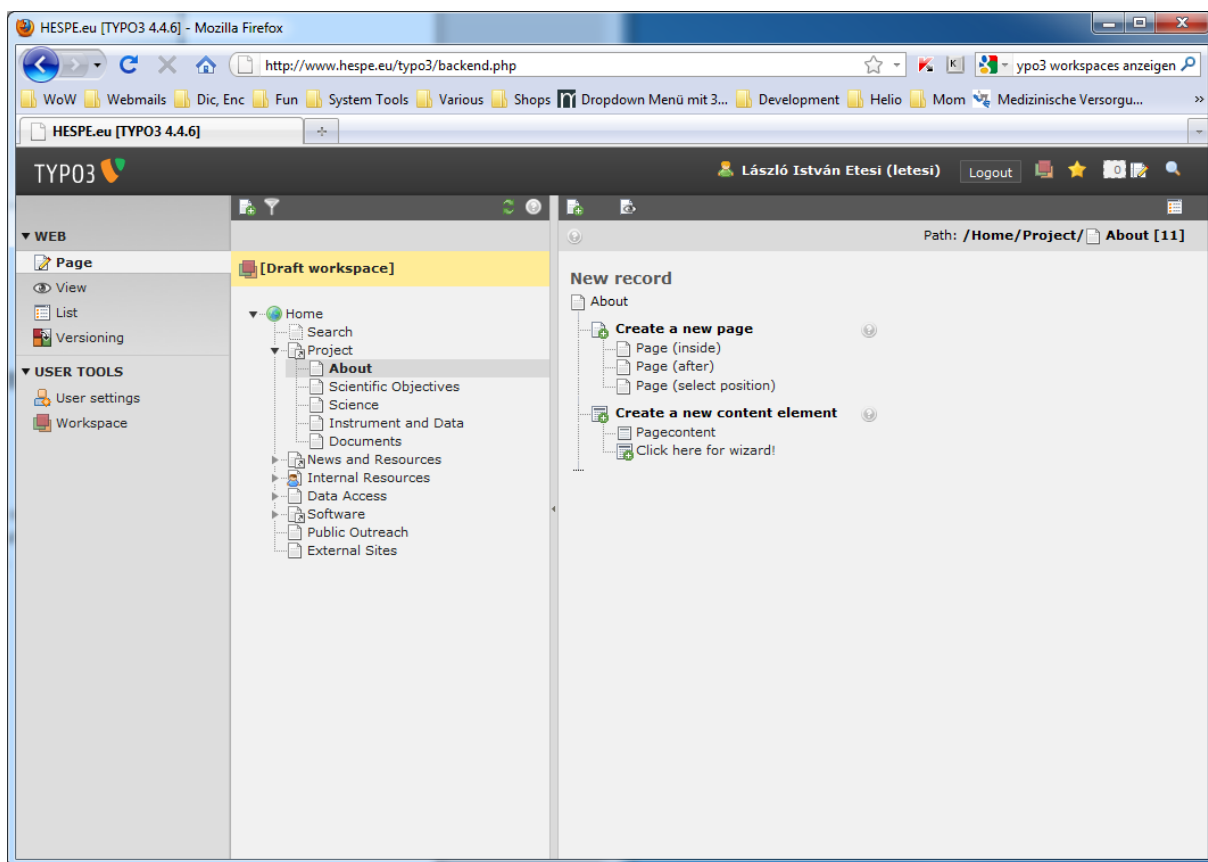 HESPE.eu [TYPO3 4.4.6] - Mozilla Firefox
http://www.hespe.eu/typo3/backend.php
ypo3 workspaces anzeigen
WoW Webmails Dic, Enc Fun System Tools Various Shops Dropdown Menü mit 3... Development Helio Mom Medizinische Versorgu... »
HESPE.eu [TYPO3 4.4.6]
TYPO3 László István Etesi (letesi) Logout 0
WEB
Page
View
List
Versioning
USER TOOLS
User settings
Workspace
[Draft workspace]
Home
Search
Project
About
Scientific Objectives
Science
Instrument and Data
Documents
News and Resources
Internal Resources
Data Access
Software
Public Outreach
External Sites
Path: /Home/Project/ About [11]
New record
About
Create a new page
Page (inside)
Page (after)
Page (select position)
Create a new content element
Pagecontent
Click here for wizard!